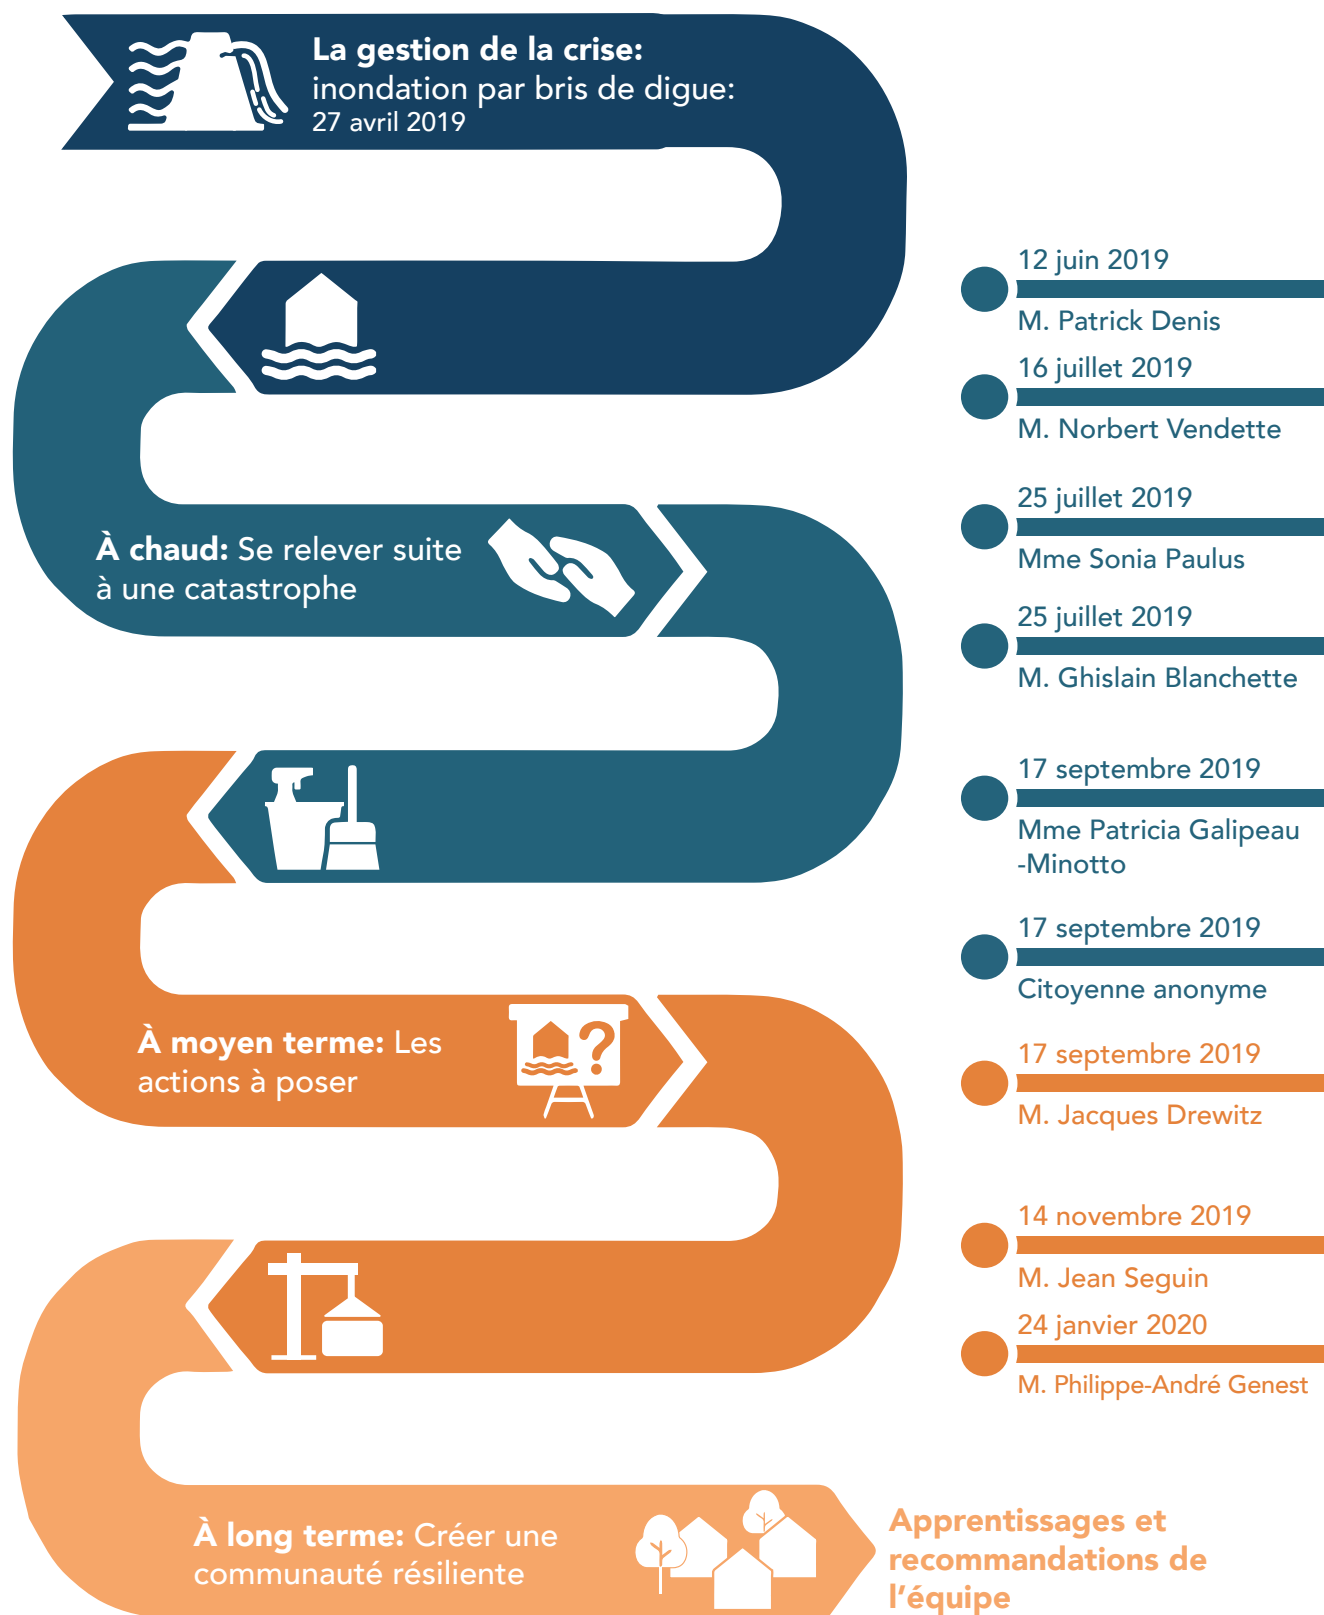 La gestion de la crise:
inondation par bris de digue:
27 avril 2019
12 juin 2019
M. Patrick Denis
16 juillet 2019
M. Norbert Vendette
25 juillet 2019
Mme Sonia Paulus
25 juillet 2019
M. Ghislain Blanchette
À chaud: Se relever suite
à une catastrophe
17 septembre 2019
Mme Patricia Galipeau
-Minotto
17 septembre 2019
Citoyenne anonyme
À moyen terme: Les
actions à poser
?
17 septembre 2019
M. Jacques Drewitz
14 novembre 2019
M. Jean Seguin
24 janvier 2020
M. Philippe-André Genest
À long terme: Créer une
communauté résiliente
Apprentissages et
recommandations de
l'équipe